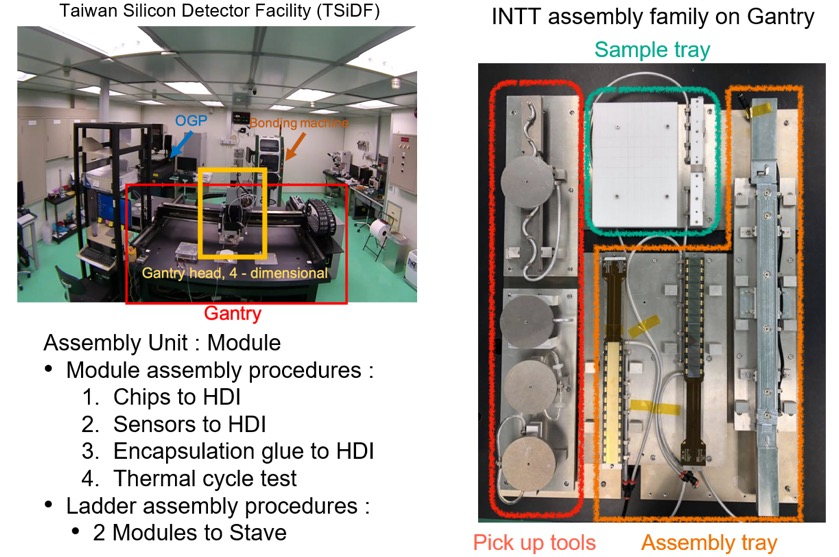 Taiwan Silicon Detector Facility (TSiDF)
OGP
Bonding machine
Gantry head, 4 - dimensional
Gantry
Assembly Unit : Module
• Module assembly procedures :
1. Chips to HDI
2. Sensors to HDI
3. Encapsulation glue to HDI
4. Thermal cycle test
• Ladder assembly procedures :
• 2 Modules to Stave
INTT assembly family on Gantry
Sample tray
Pick up tools
Assembly tray